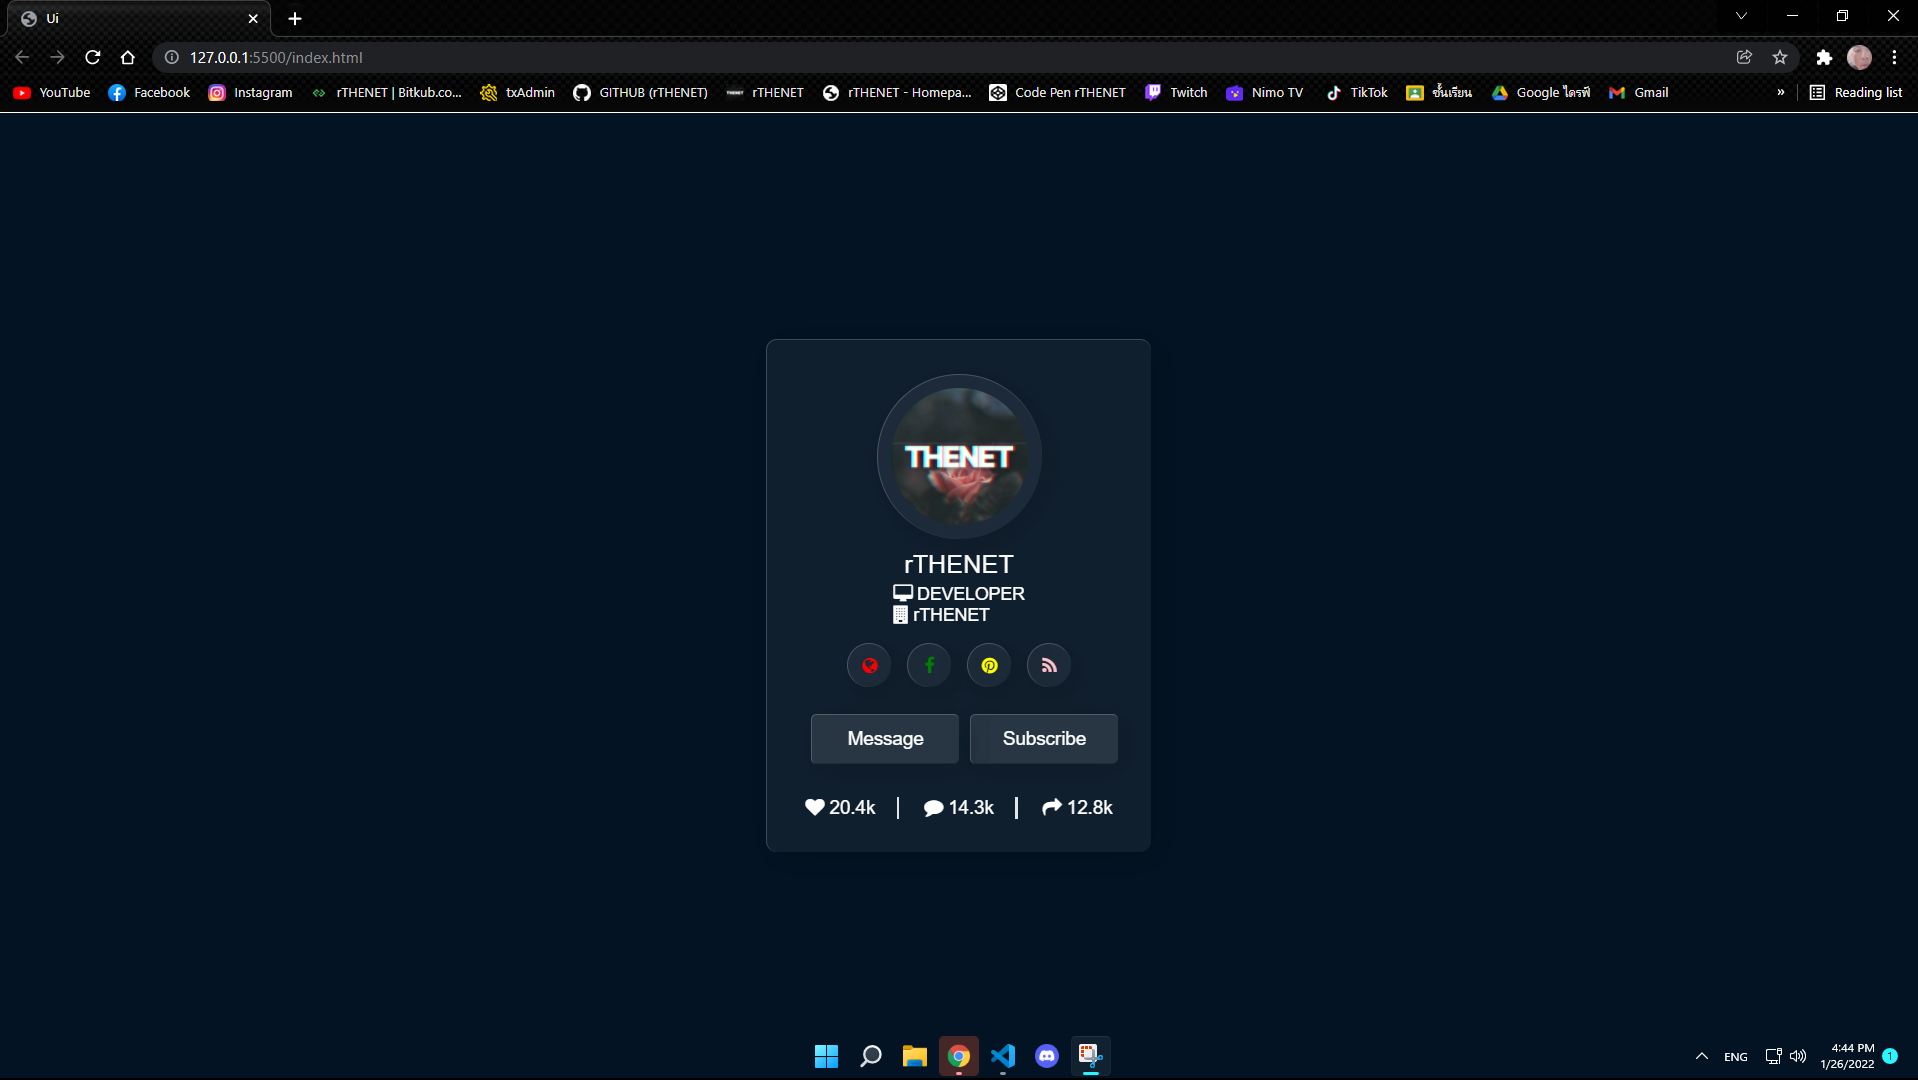 Ui
127.0.0.1:5500/index.html
YouTube Facebook Instagram rTHENET | Bitkub.co... txAdmin GITHUB (rTHENET) rTHENET rTHENET - Homepa... Code Pen rTHENET Twitch Nimo TV TikTok ชั้นเรียน Google ไดรฟ์ Gmail » Reading list
THENET
rTHENET
DEVELOPER
rTHENET
Message Subscribe
20.4k | 14.3k | 12.8k
ENG 4:44 PM 1
1/26/2022